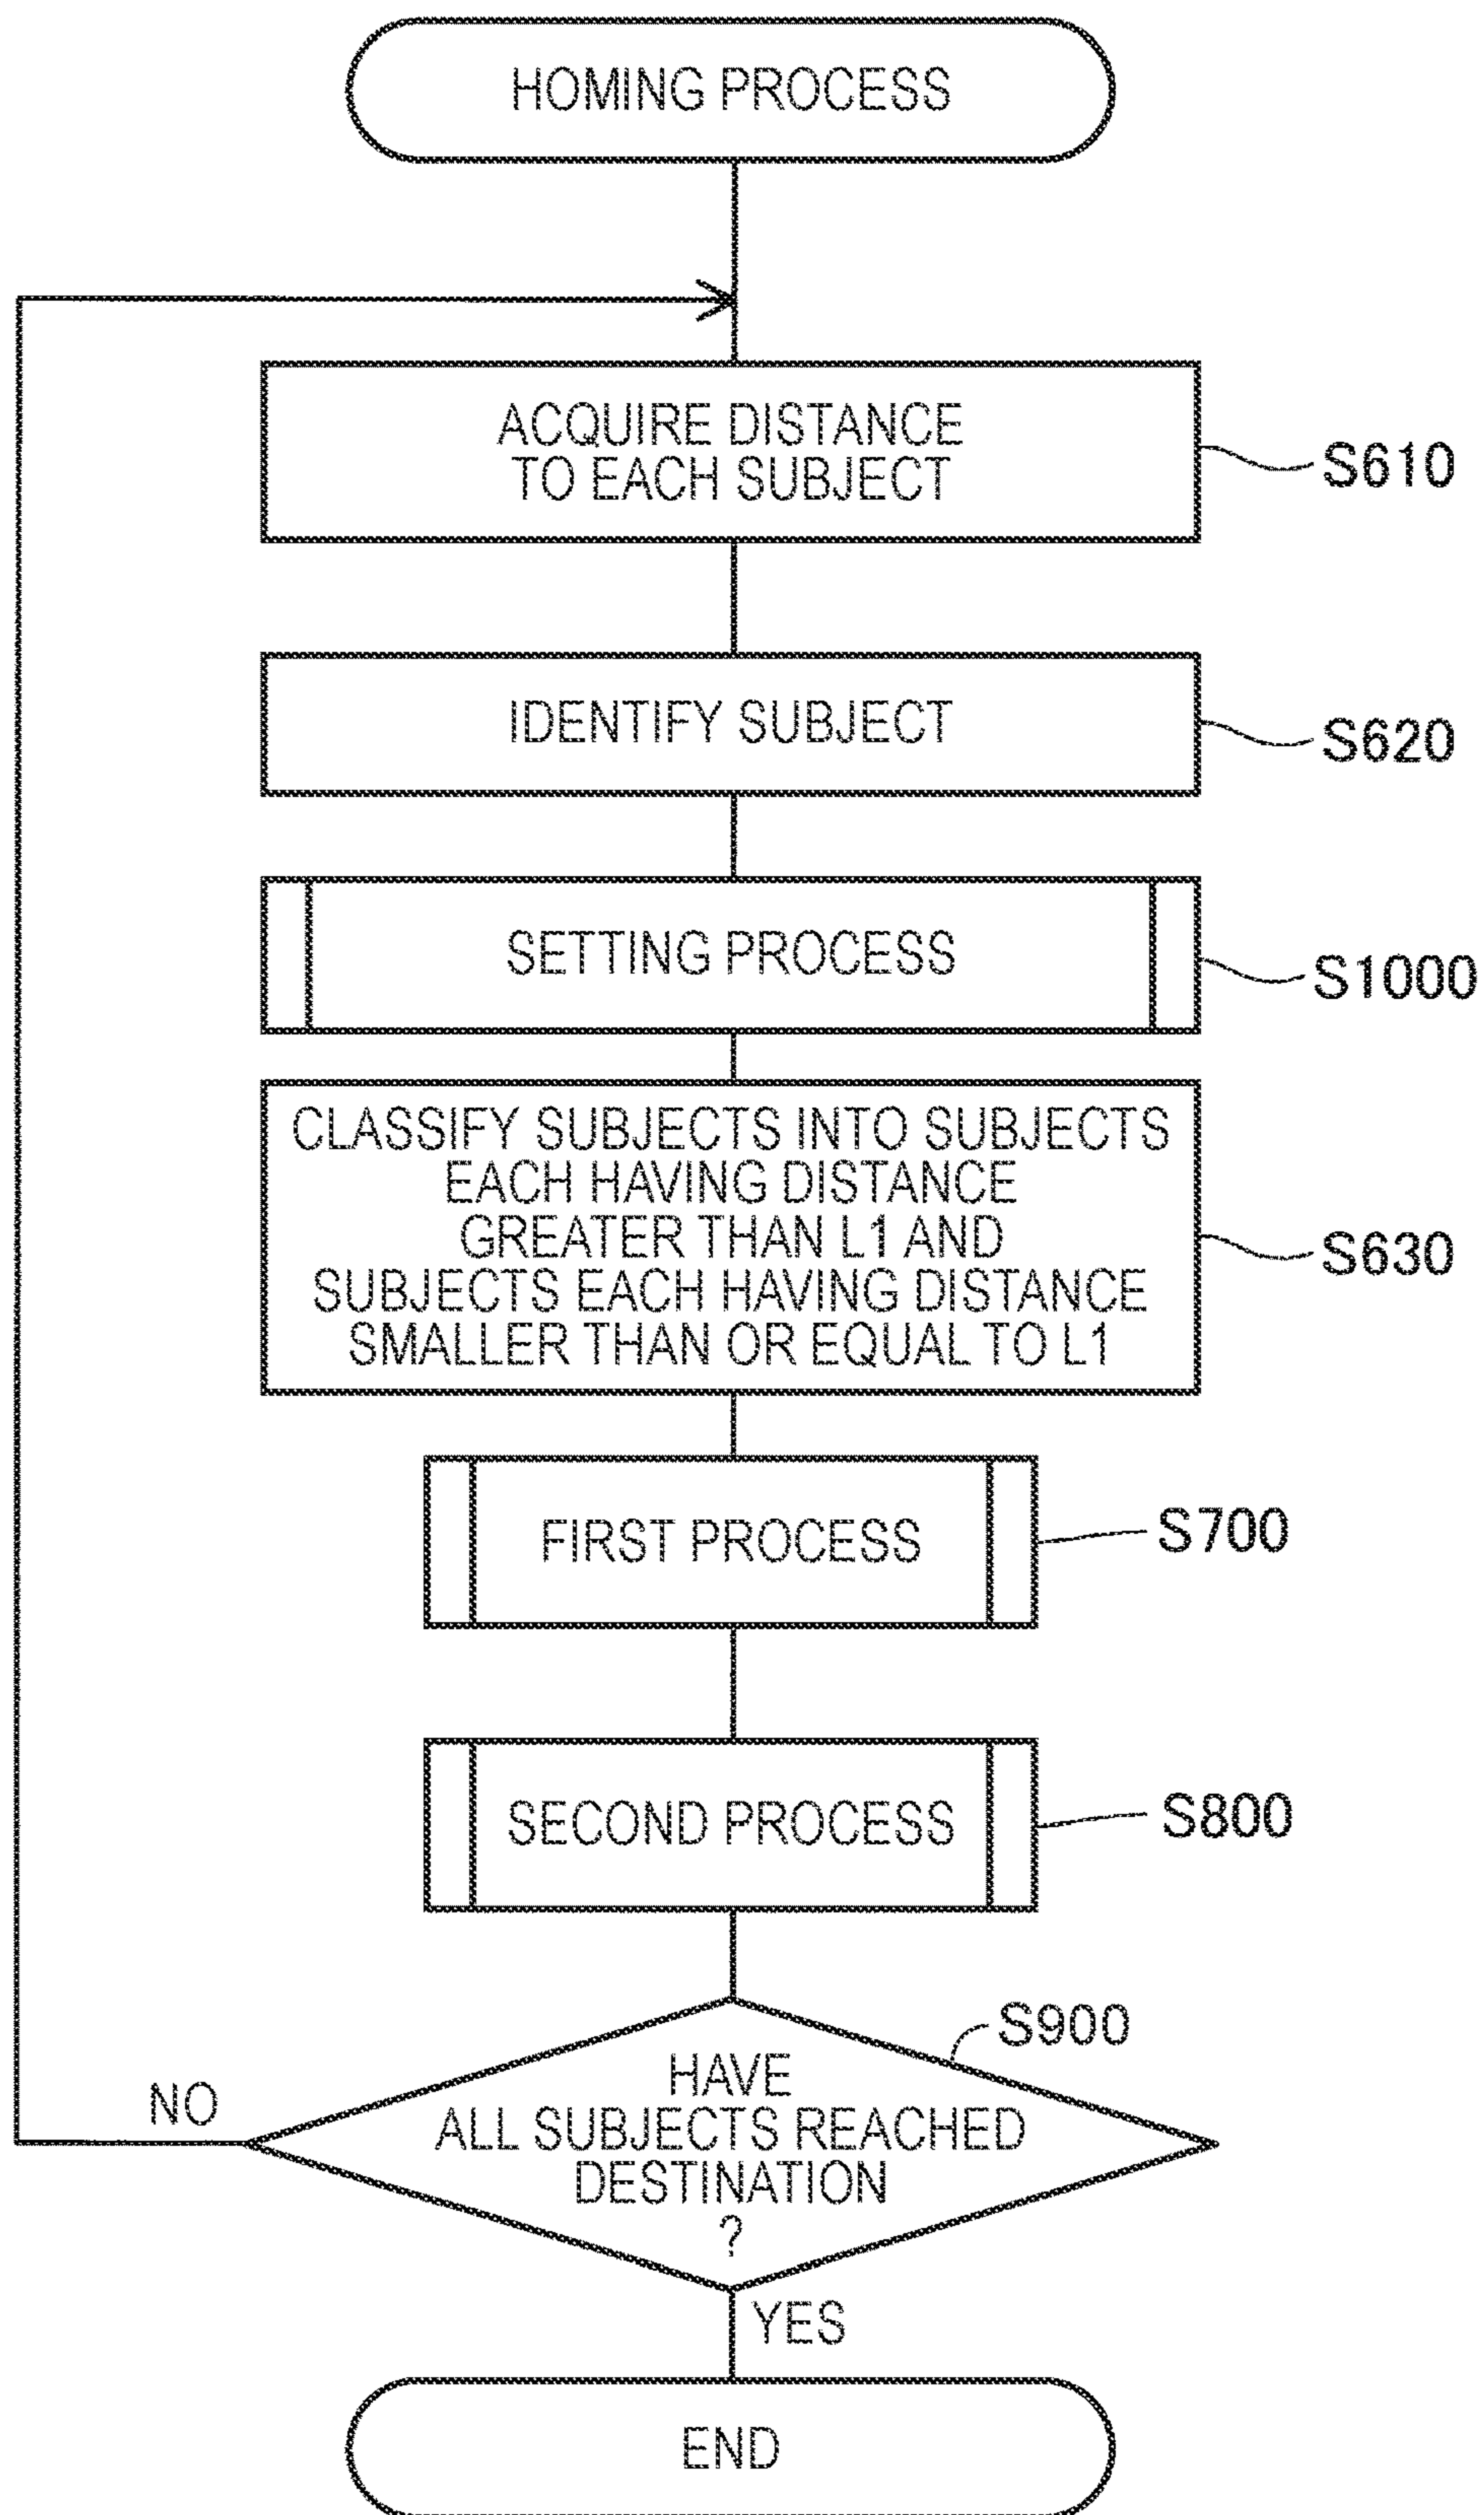 HOMING PROCESS
ACQUIRE DISTANCE
TO EACH SUBJECT
S610
IDENTIFY SUBJECT
S620
SETTING PROCESS
S1000
CLASSIFY SUBJECTS INTO SUBJECTS
EACH HAVING DISTANCE
GREATER THAN L1 AND
SUBJECTS EACH HAVING DISTANCE
SMALLER THAN OR EQUAL TO L1
S630
FIRST PROCESS
S700
SECOND PROCESS
S800
S900
HAVE
ALL SUBJECTS REACHED
DESTINATION
?
NO
YES
END